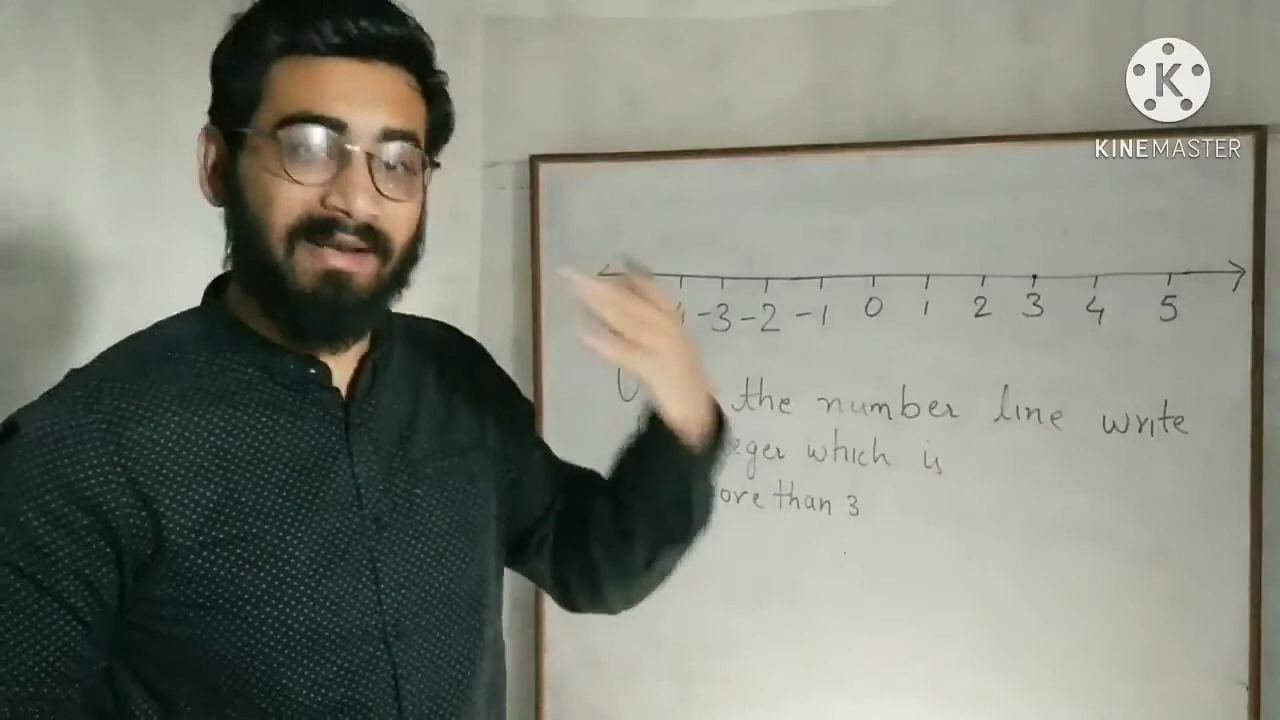 K
KINEMASTER
-3 -2 -1 0 1 2 3 4 5
the number line write
which is
than 3